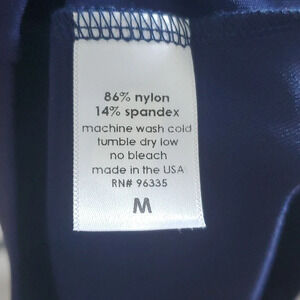 86% nylon
14% spandex
machine wash cold
tumble dry low
no bleach
made in the USA
RN# 96335
M